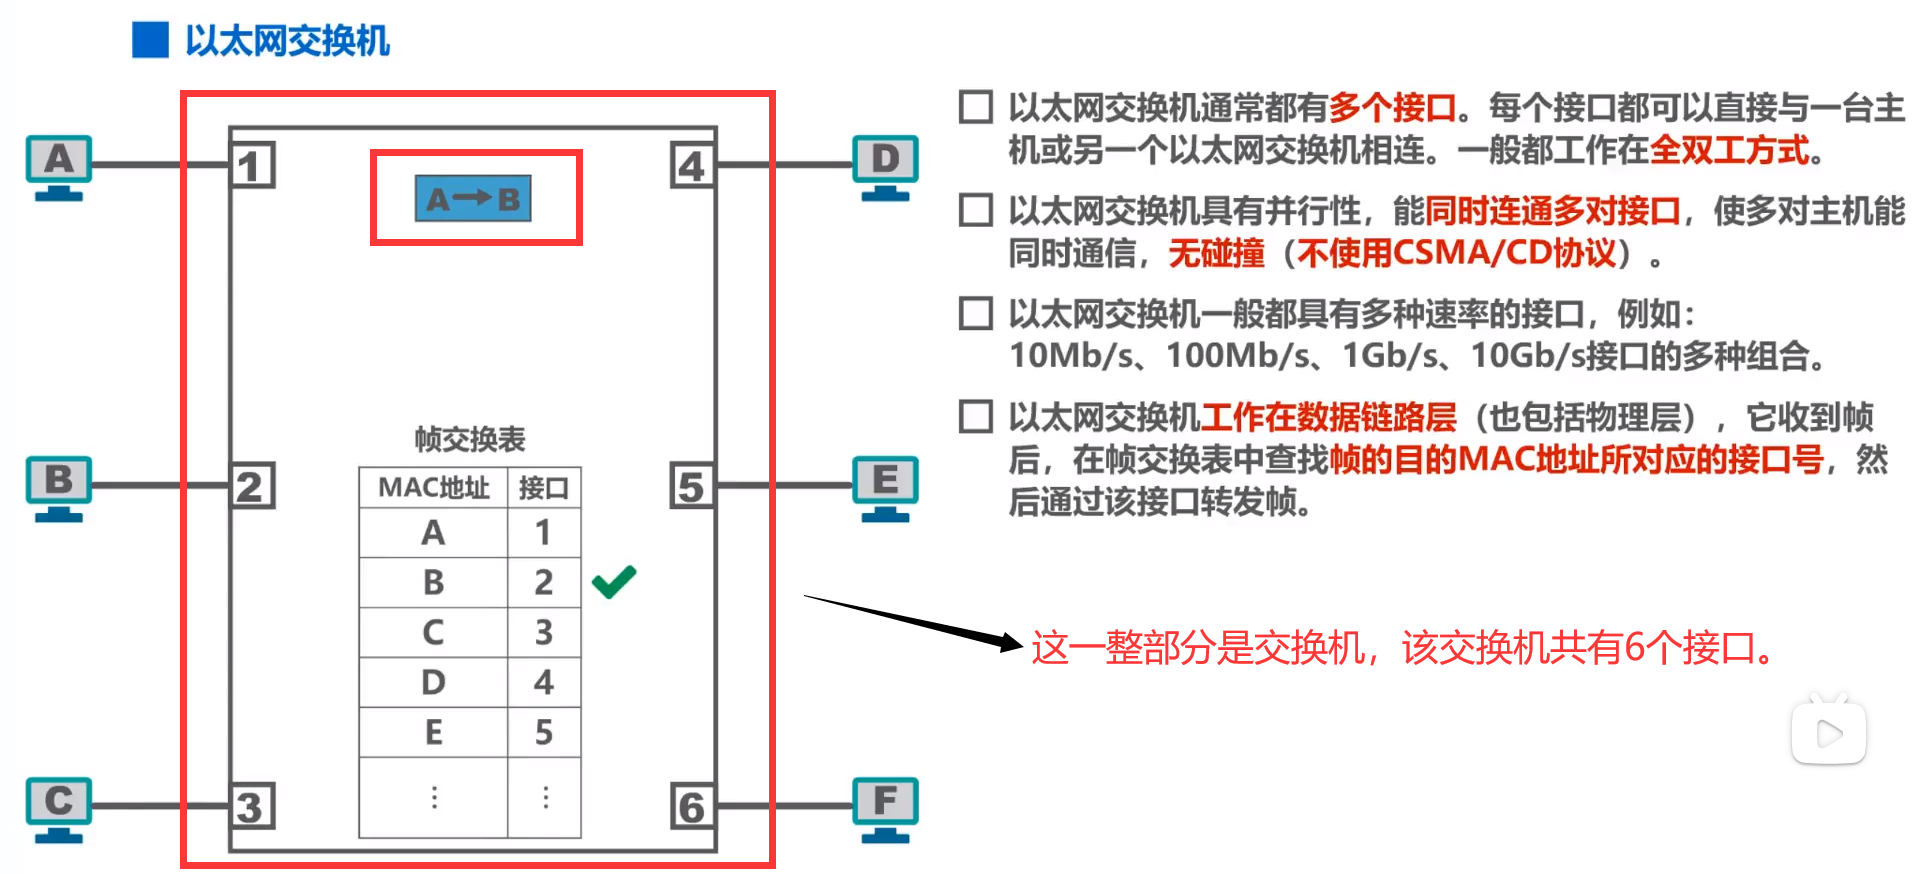 以太网交换机
A
1
A→B
4
D
B
2
5
E
C
3
6
F
帧交换表
MAC地址 接口
A 1
B 2
C 3
D 4
E 5
⋮ ⋮
以太网交换机通常都有多个接口。每个接口都可以直接与一台主
机或另一个以太网交换机相连。一般都工作在全双工方式。
以太网交换机具有并行性，能同时连通多对接口，使多对主机能
同时通信，无碰撞（不使用CSMA/CD协议）。
以太网交换机一般都具有多种速率的接口，例如：
10Mb/s、100Mb/s、1Gb/s、10Gb/s接口的多种组合。
以太网交换机工作在数据链路层（也包括物理层），它收到帧
后，在帧交换表中查找帧的目的MAC地址所对应的接口号，然
后通过该接口转发帧。
这一整部分是交换机，该交换机共有6个接口。